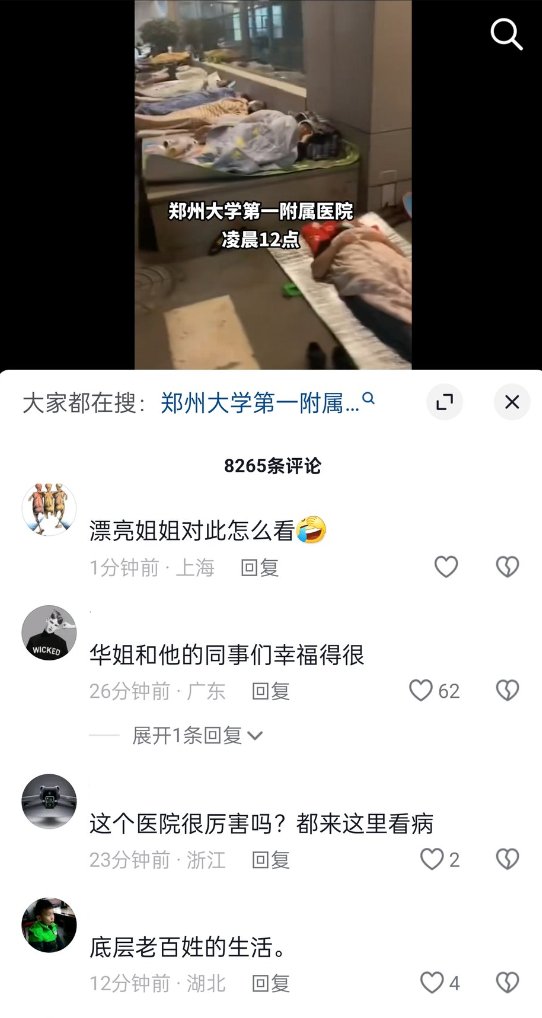 郑州大学第一附属医院
凌晨12点
大家都在搜：郑州大学第一附属...
8265条评论
漂亮姐姐对此怎么看🤣
1分钟前 · 上海 回复
WICKED
华姐和他的同事们幸福得很
26分钟前 · 广东 回复 62
展开1条回复
这个医院很厉害吗？都来这里看病
23分钟前 · 浙江 回复 2
底层老百姓的生活。
12分钟前 · 湖北 回复 4